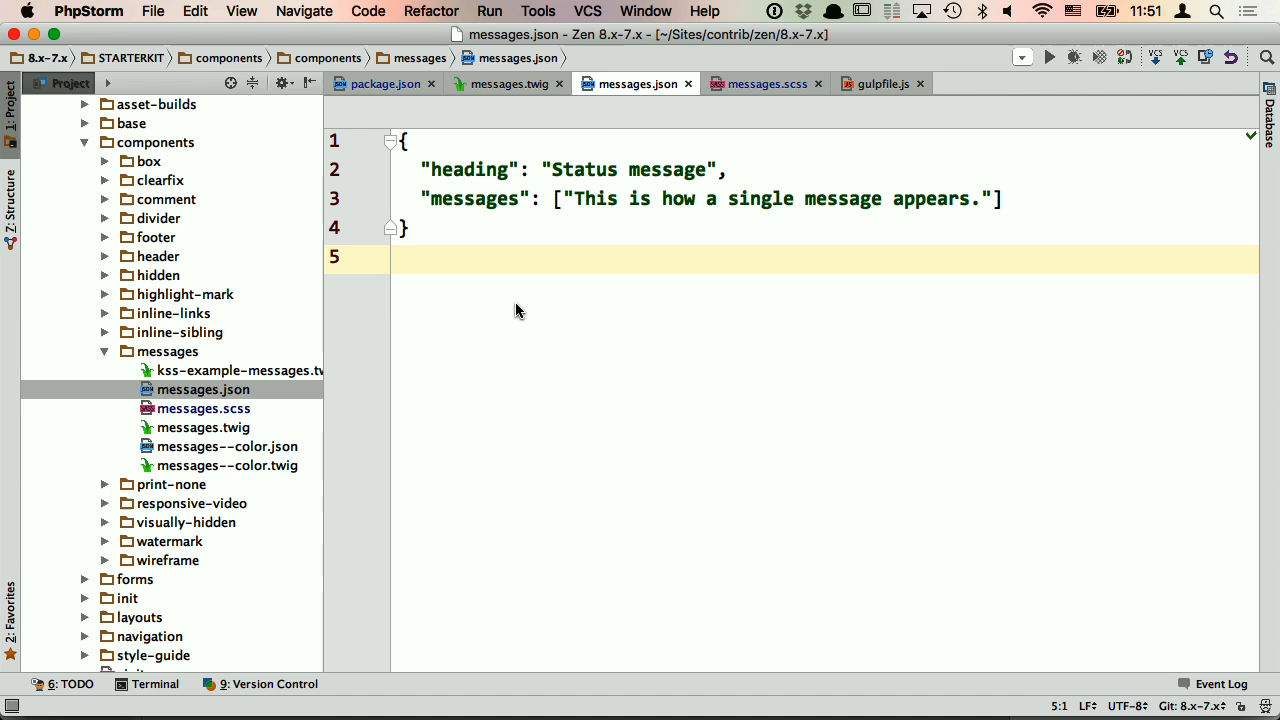 PhpStorm File Edit View Navigate Code Refactor Run Tools VCS Window Help 11:51
messages.json - Zen 8.x-7.x - [~/Sites/contrib/zen/8.x-7.x]
8.x-7.x STARTERKIT components components messages messages.json VCS VCS
1: Project
Z: Structure
2: Favorites
Project
package.json messages.twig messages.json messages.scss gulpfile.js
Database
asset-builds
base
components
box
clearfix
comment
divider
footer
header
hidden
highlight-mark
inline-links
inline-sibling
messages
kss-example-messages.tw
messages.json
messages.scss
messages.twig
messages--color.json
messages--color.twig
print-none
responsive-video
visually-hidden
watermark
wireframe
forms
init
layouts
navigation
style-guide
1 {
2 "heading": "Status message",
3 "messages": ["This is how a single message appears."]
4 }
5
6: TODO Terminal 9: Version Control Event Log
5:1 LF UTF-8 Git: 8.x-7.x